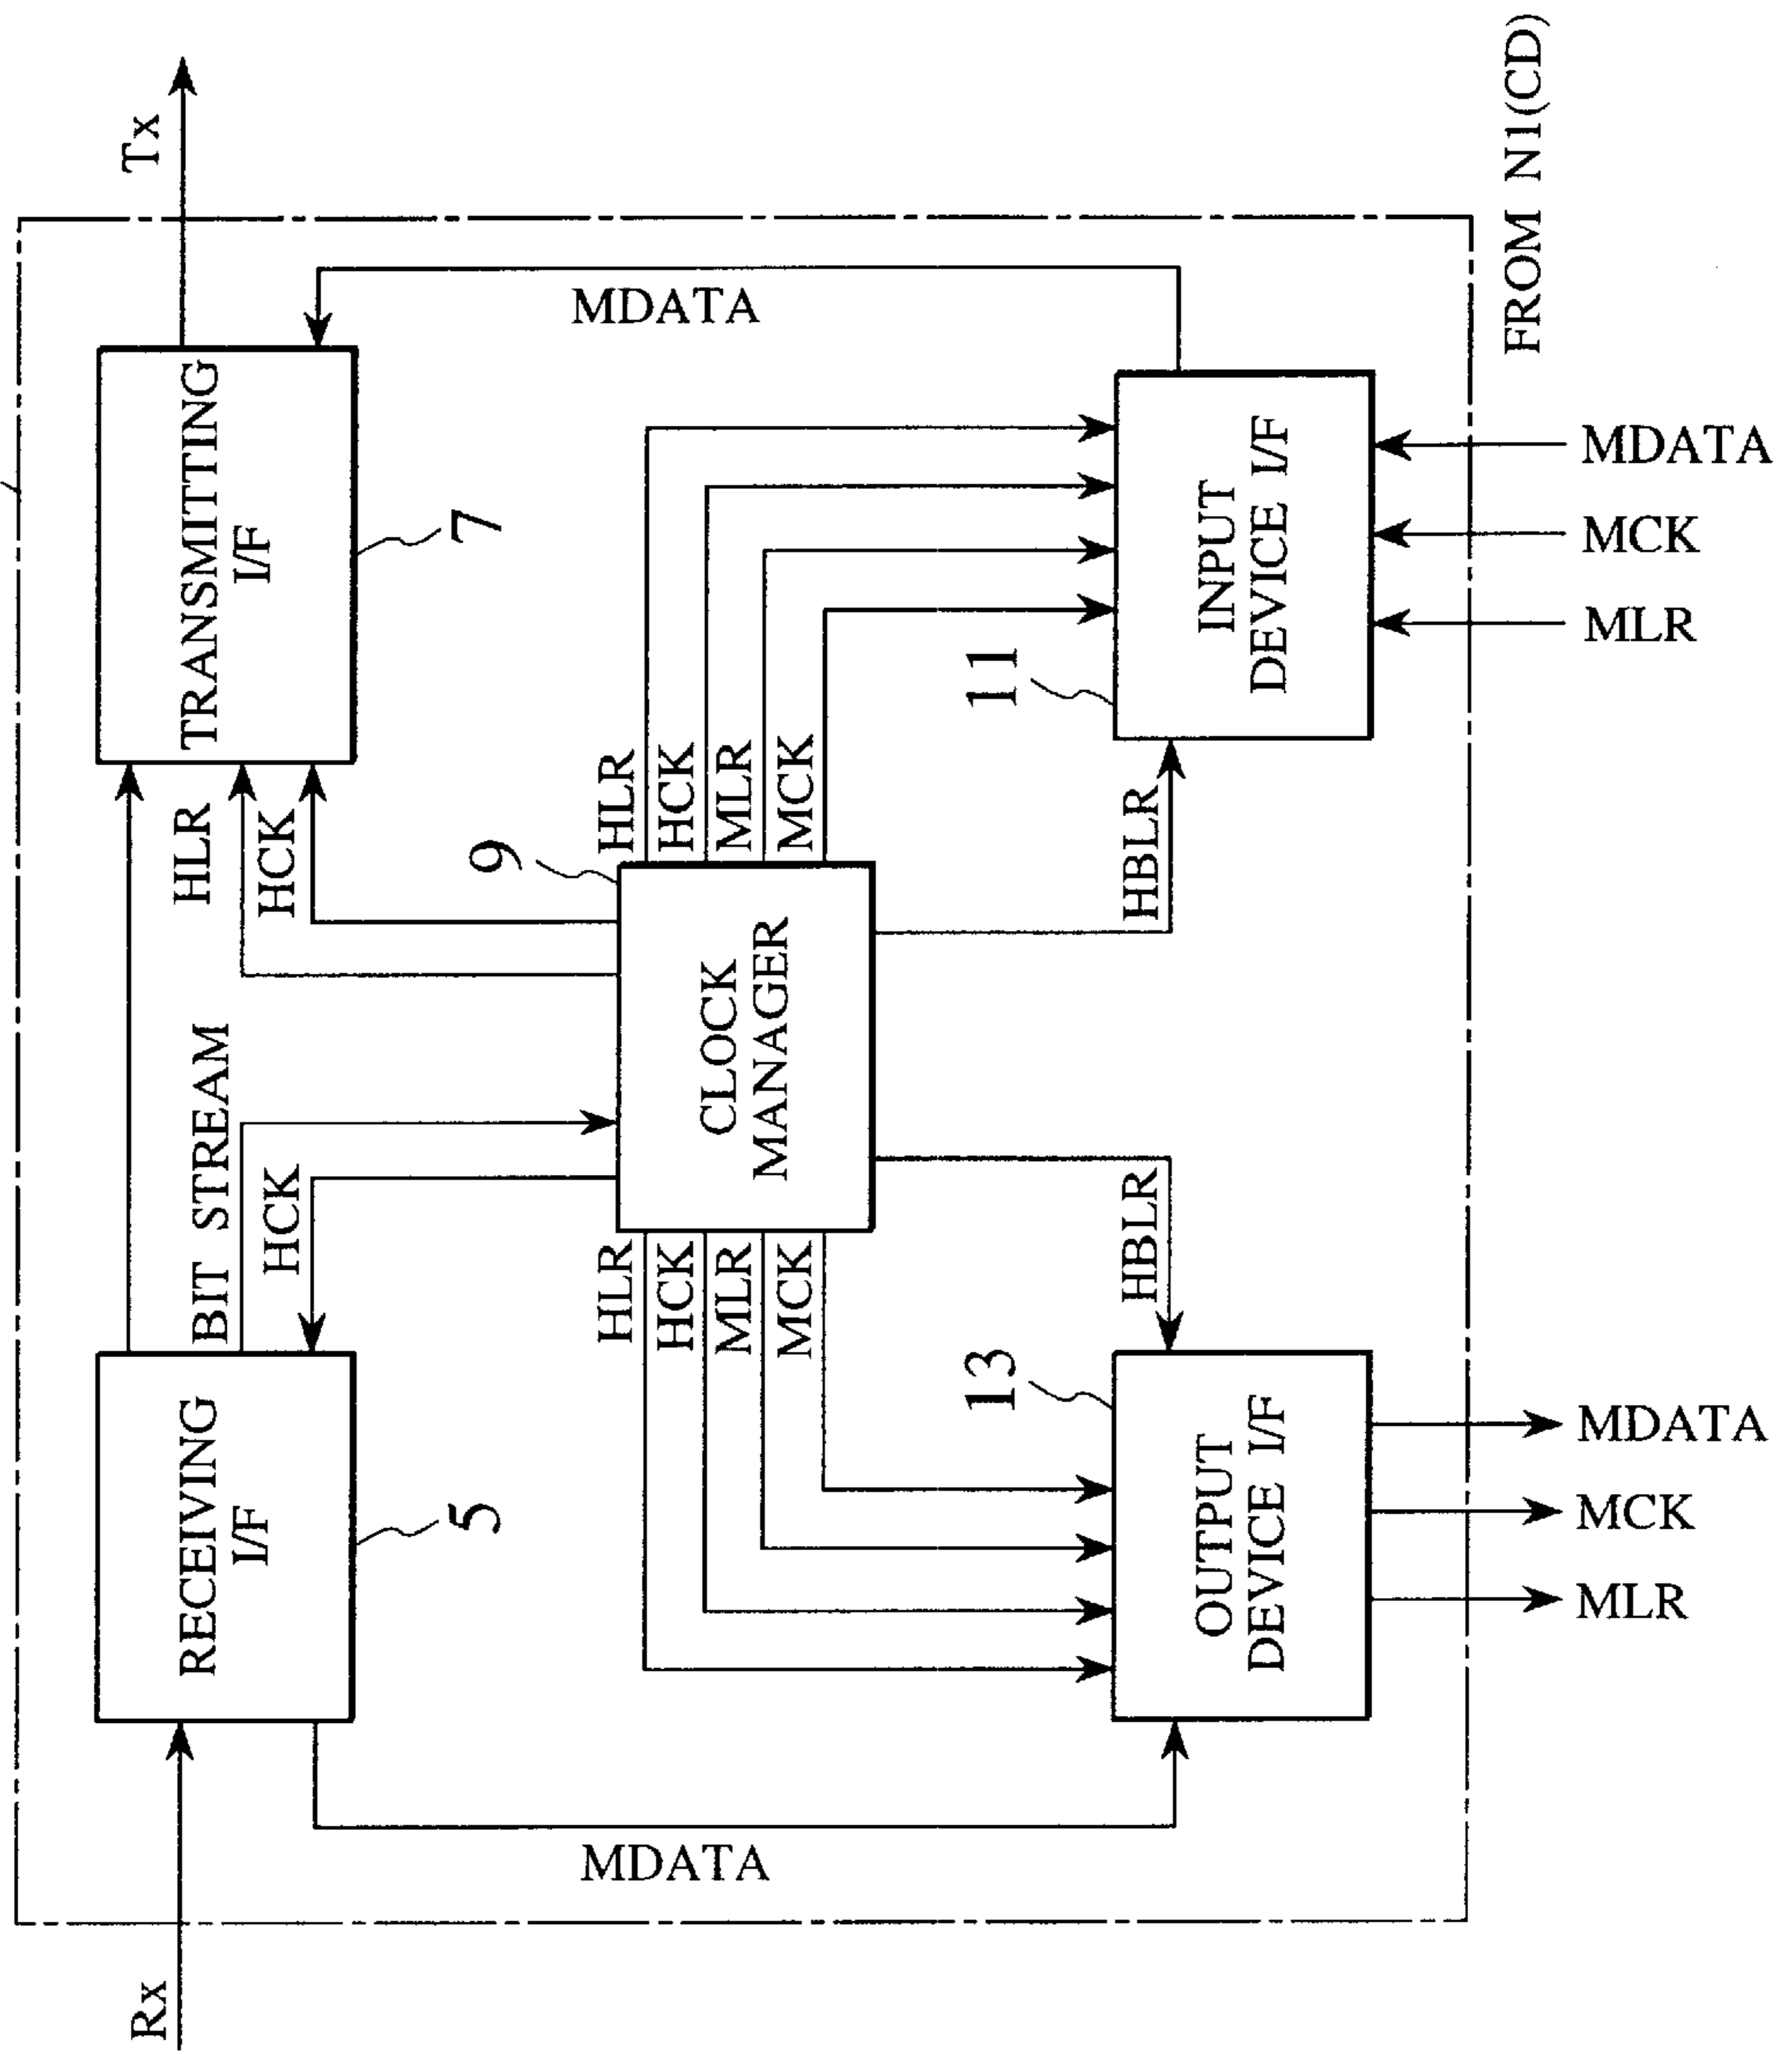 Rx
RECEIVING
I/F
5
BIT STREAM
HCK
HLR
HCK
TRANSMITTING
I/F
7
Tx
MDATA
MDATA
CLOCK
MANAGER
9
HLR
HCK
MLR
MCK
HBLR
HLR
HCK
MLR
MCK
HBLR
OUTPUT
DEVICE I/F
13
INPUT
DEVICE I/F
11
MDATA
MCK
MLR
MDATA
MCK
MLR
FROM N1(CD)